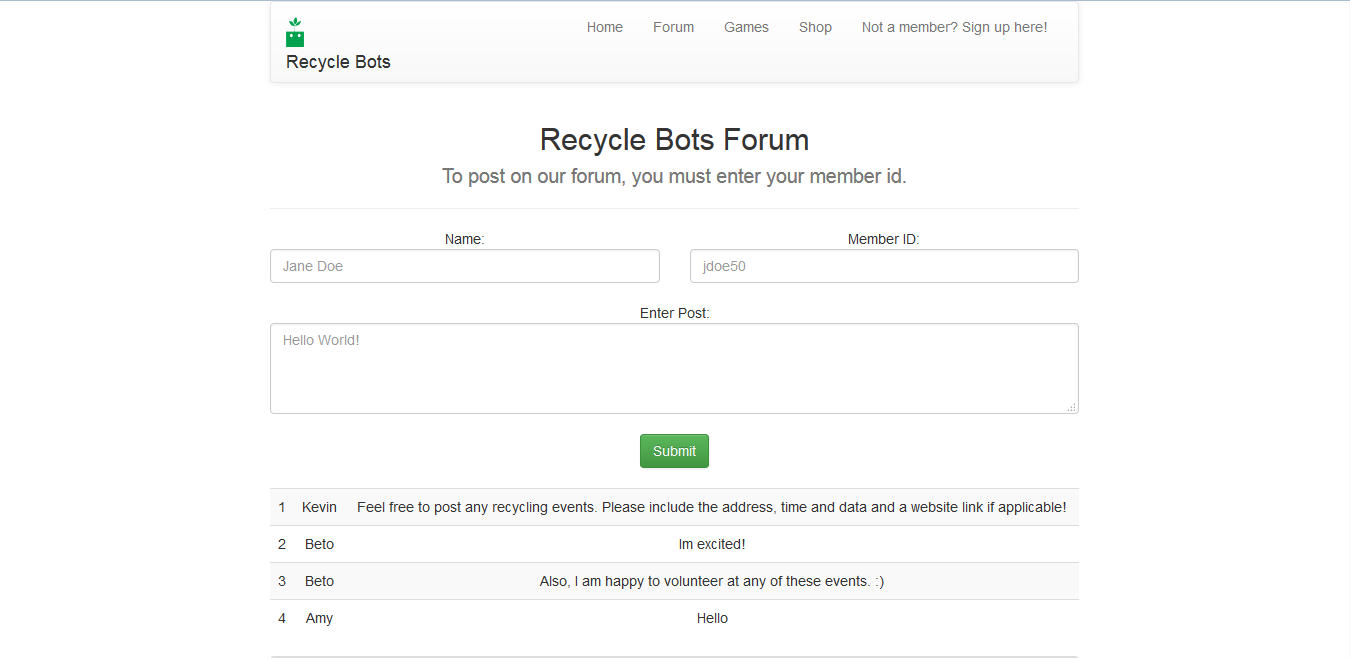 Home Forum Games Shop Not a member? Sign up here!
Recycle Bots
Recycle Bots Forum
To post on our forum, you must enter your member id.
Name: Member ID:
Jane Doe jdoe50
Enter Post:
Hello World!
Submit
1 Kevin Feel free to post any recycling events. Please include the address, time and data and a website link if applicable!
2 Beto Im excited!
3 Beto Also, I am happy to volunteer at any of these events. :)
4 Amy Hello